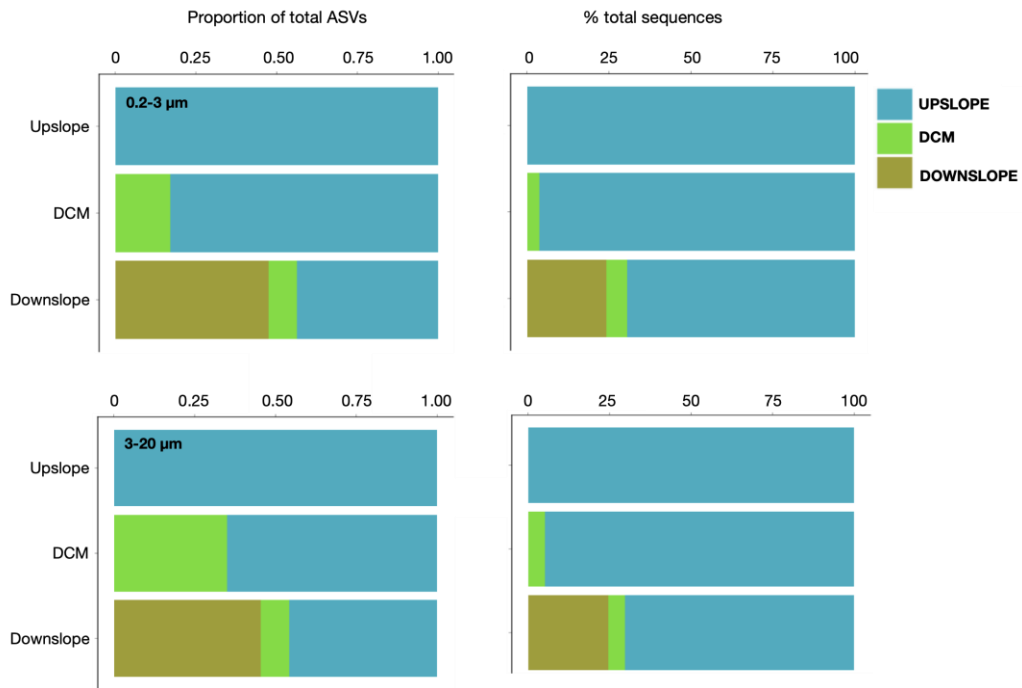 Proportion of total ASVs
% total sequences
0 0.25 0.50 0.75 1.00
0 25 50 75 100
0.2-3 µm
Upslope
DCM
Downslope
UPSLOPE
DCM
DOWNSLOPE
0 0.25 0.50 0.75 1.00
0 25 50 75 100
3-20 µm
Upslope
DCM
Downslope